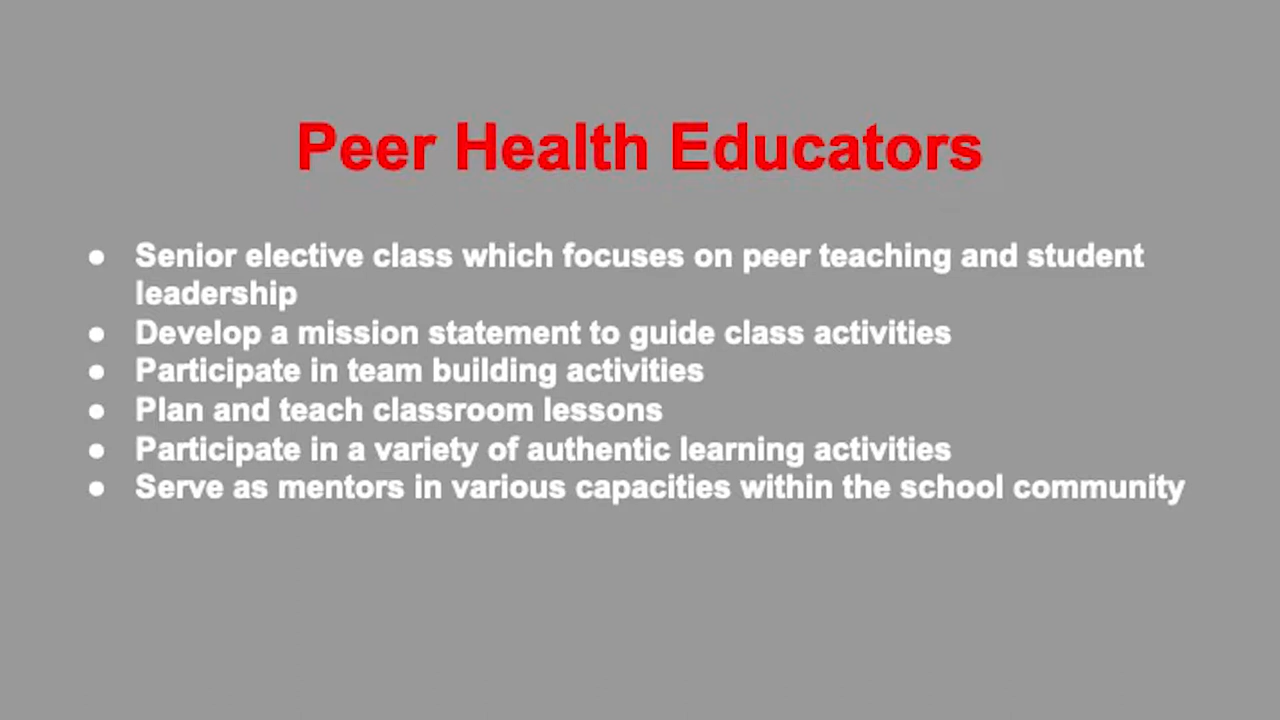 Peer Health Educators
● Senior elective class which focuses on peer teaching and student
leadership
● Develop a mission statement to guide class activities
● Participate in team building activities
● Plan and teach classroom lessons
● Participate in a variety of authentic learning activities
● Serve as mentors in various capacities within the school community